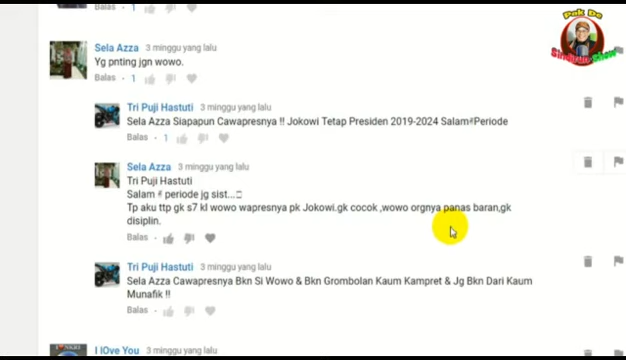 Balas · 1
Pak De
Sela Azza 3 minggu yang lalu
Yg pnting jgn wowo.
Balas · 1
Tri Puji Hastuti 3 minggu yang lalu
Sela Azza Siapapun Cawapresnya !! Jokowi Tetap Presiden 2019-2024 Salam✌Periode
Balas · 1
Sela Azza 3 minggu yang lalu
Tri Puji Hastuti
Salam ✌ periode jg sist...
Tp aku ttp gk s7 kl wowo wapresnya pk Jokowi.gk cocok ,wowo orgnya panas baran,gk
disiplin.
Balas ·
Tri Puji Hastuti 3 minggu yang lalu
Sela Azza Cawapresnya Bkn Si Wowo & Bkn Grombolan Kaum Kampret & Jg Bkn Dari Kaum
Munafik !!
Balas ·
I lOve You 3 minggu yang lalu